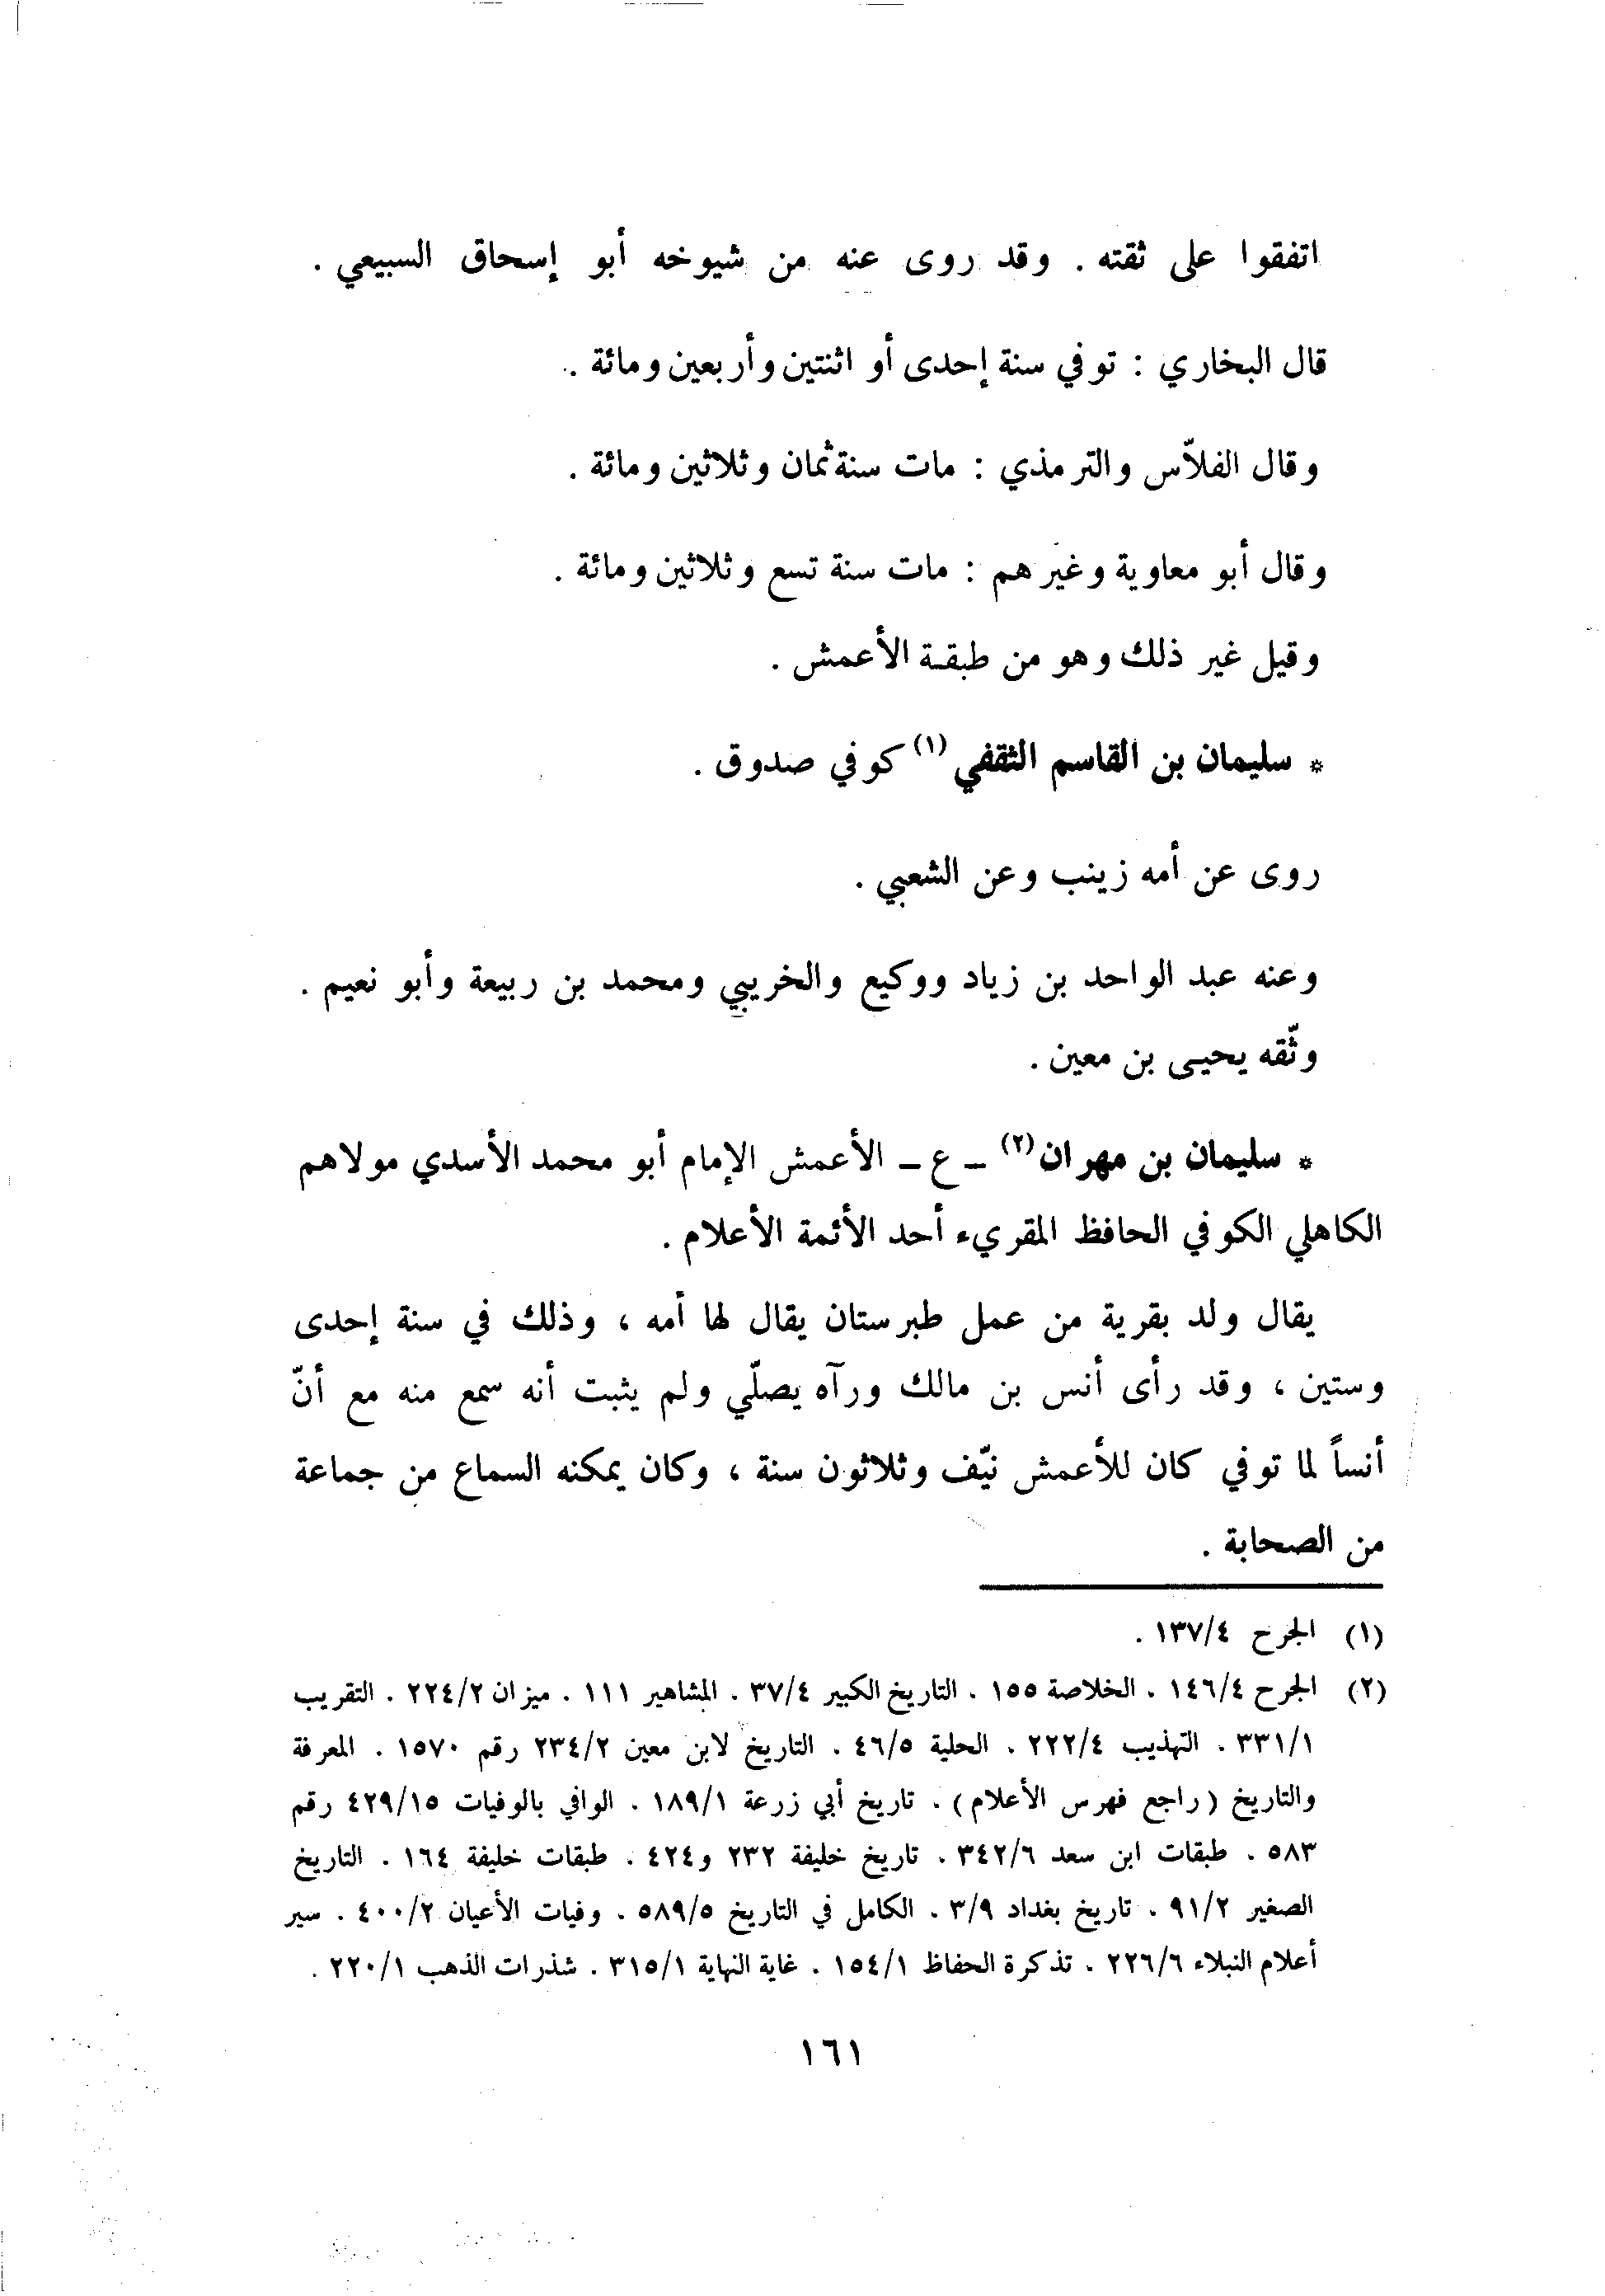 اتفقوا على ثقته . وقد روى عنه من شيوخه أبو إسحاق السبيعي .
قال البخاري : توفي سنة إحدى أو اثنتين وأربعين ومائة .
وقال الفلاّس والترمذي : مات سنة ثمان وثلاثين ومائة .
وقال أبو معاوية وغيرهم : مات سنة تسع وثلاثين ومائة .
وقيل غير ذلك وهو من طبقة الأعمش .
* سليمان بن القاسم الثقفي (١) كوفي صدوق .
روى عن أمه زينب وعن الشعبي .
وعنه عبد الواحد بن زياد ووكيع والخريبي ومحمد بن ربيعة وأبو نعيم .
وثّقه يحيى بن معين .
* سليمان بن مهران (٢) – ع – الأعمش الإمام أبو محمد الأسدي مولاهم
الكاهلي الكوفي الحافظ المقريء أحد الأئمة الأعلام .
يقال ولد بقرية من عمل طبرستان يقال لها أمه ، وذلك في سنة إحدى
وستين ، وقد رأى أنس بن مالك ورآه يصلّي ولم يثبت أنه سمع منه مع أنّ
أنساً لما توفي كان للأعمش نيّف وثلاثون سنة ، وكان يمكنه السماع من جماعة
من الصحابة .
(١) الجرح ١٣٧/٤ .
(٢) الجرح ١٤٦/٤ . الخلاصة ١٥٥ . التاريخ الكبير ٣٧/٤ . المشاهير ١١١ . ميزان ٢٢٤/٢ . التقريب
٣٣١/١ . التهذيب ٢٢٢/٤ . الحلية ٤٦/٥ . التاريخ لابن معين ٢٣٤/٢ رقم ١٥٧٠ . المعرفة
والتاريخ (راجع فهرس الأعلام) . تاريخ أبي زرعة ١٨٩/١ . الوافي بالوفيات ٤٢٩/١٥ رقم
٥٨٣ . طبقات ابن سعد ٣٤٢/٦ . تاريخ خليفة ٢٣٢ و٤٢٤ . طبقات خليفة ١٦٤ . التاريخ
الصغير ٩١/٢ . تاريخ بغداد ٣/٩ . الكامل في التاريخ ٥٨٩/٥ . وفيات الأعيان ٤٠٠/٢ . سير
أعلام النبلاء ٢٢٦/٦ . تذكرة الحفاظ ١٥٤/١ . غاية النهاية ٣١٥/١ . شذرات الذهب ٢٢٠/١ .
١٦١